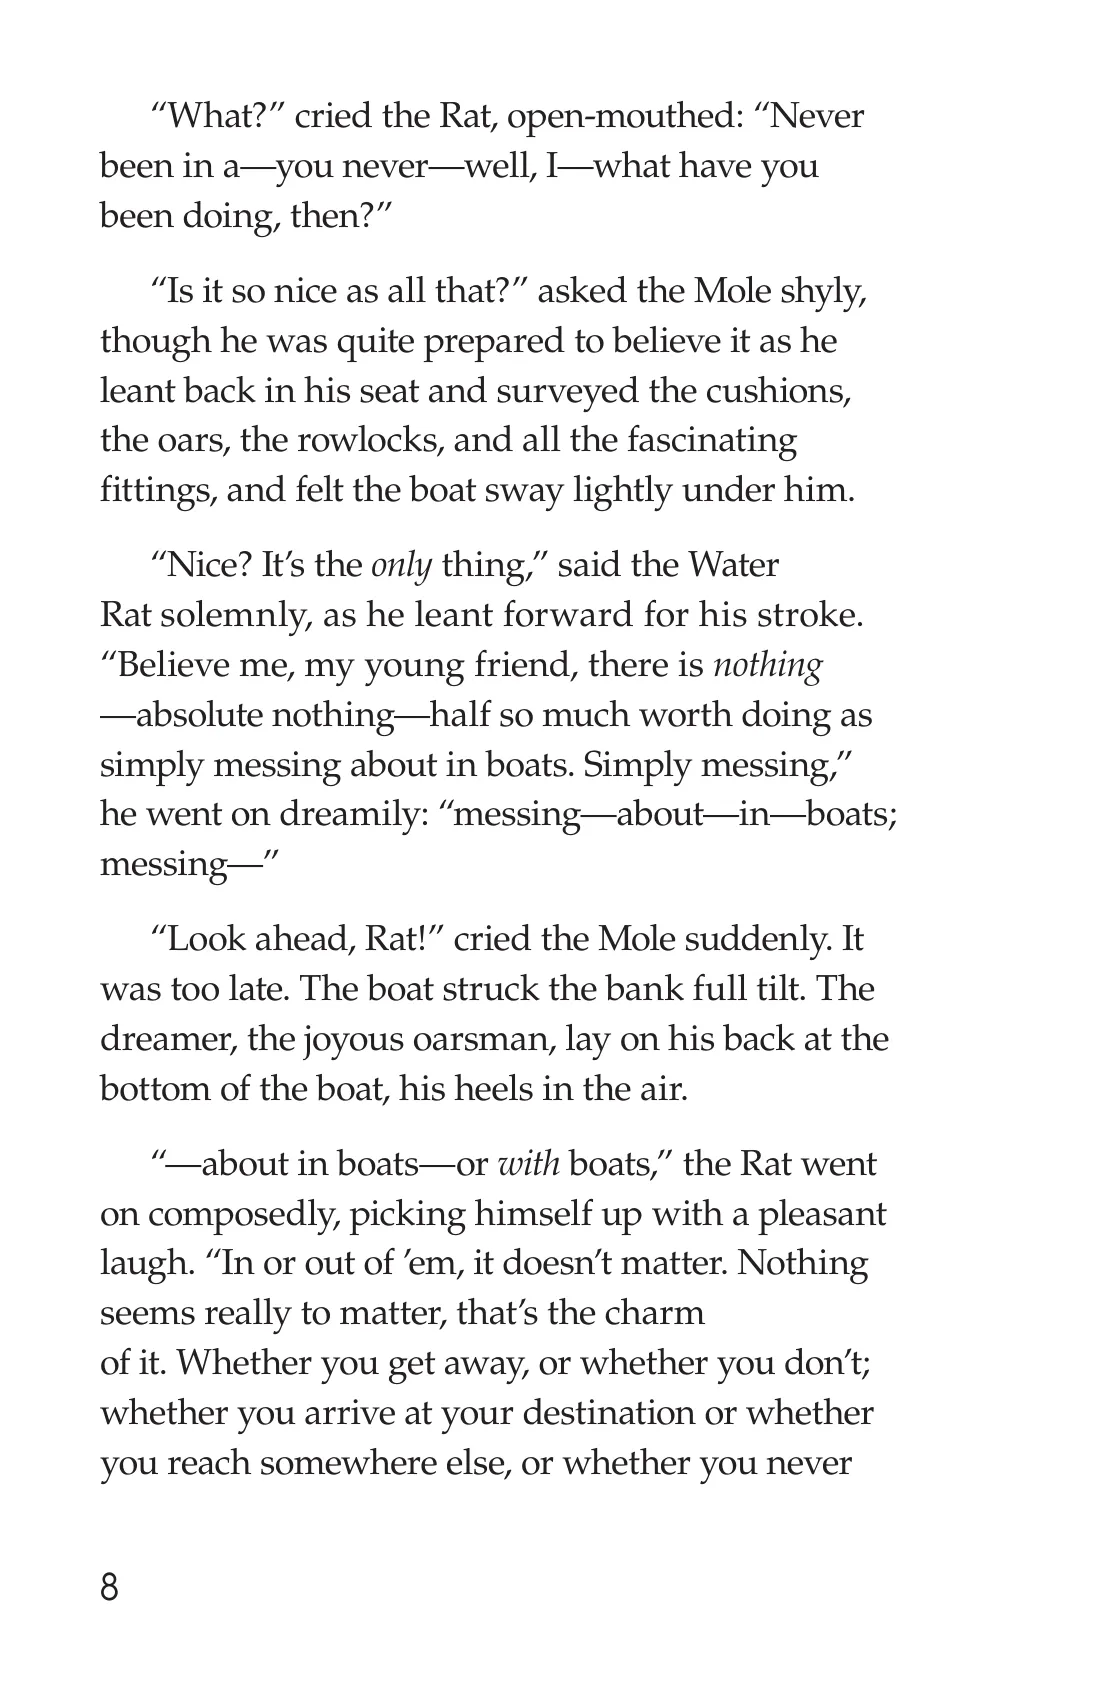 “What?” cried the Rat, open-mouthed: “Never
been in a—you never—well, I—what have you
been doing, then?”
“Is it so nice as all that?” asked the Mole shyly,
though he was quite prepared to believe it as he
leant back in his seat and surveyed the cushions,
the oars, the rowlocks, and all the fascinating
fittings, and felt the boat sway lightly under him.
“Nice? It’s the only thing,” said the Water
Rat solemnly, as he leant forward for his stroke.
“Believe me, my young friend, there is nothing
—absolute nothing—half so much worth doing as
simply messing about in boats. Simply messing,”
he went on dreamily: “messing—about—in—boats;
messing—”
“Look ahead, Rat!” cried the Mole suddenly. It
was too late. The boat struck the bank full tilt. The
dreamer, the joyous oarsman, lay on his back at the
bottom of the boat, his heels in the air.
“—about in boats—or with boats,” the Rat went
on composedly, picking himself up with a pleasant
laugh. “In or out of ’em, it doesn’t matter. Nothing
seems really to matter, that’s the charm
of it. Whether you get away, or whether you don’t;
whether you arrive at your destination or whether
you reach somewhere else, or whether you never
8